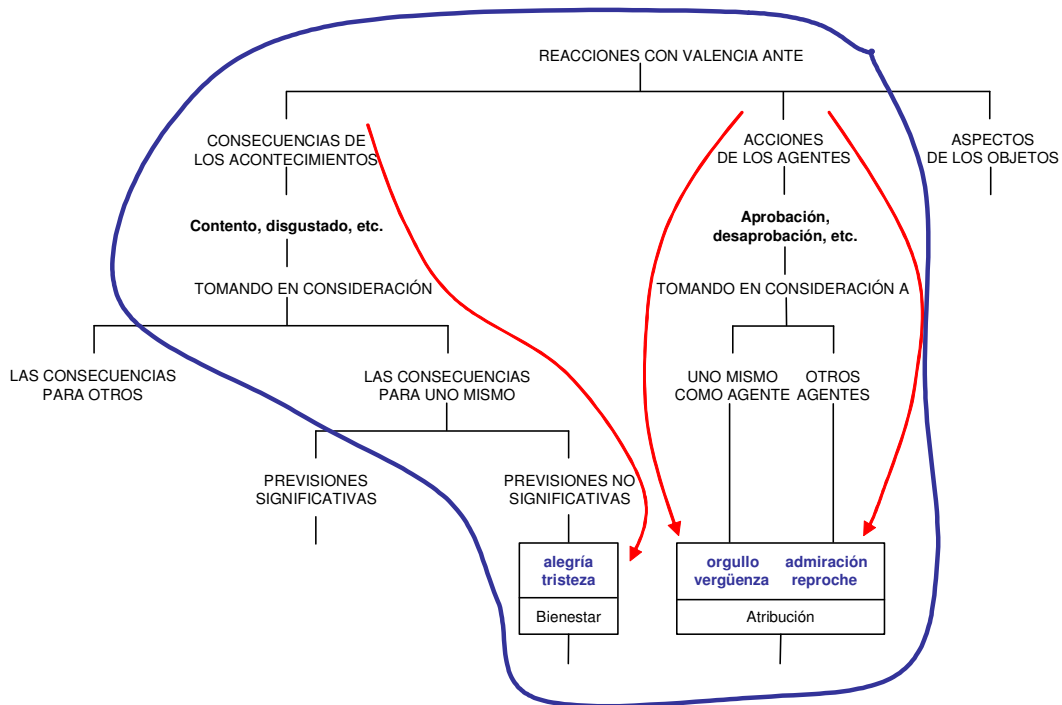 REACCIONES CON VALENCIA ANTE
CONSECUENCIAS DE
LOS ACONTECIMIENTOS
ACCIONES
DE LOS AGENTES
ASPECTOS
DE LOS OBJETOS
Contento, disgustado, etc.
Aprobación,
desaprobación, etc.
TOMANDO EN CONSIDERACIÓN
TOMANDO EN CONSIDERACIÓN A
LAS CONSECUENCIAS
PARA OTROS
LAS CONSECUENCIAS
PARA UNO MISMO
UNO MISMO
COMO AGENTE
OTROS
AGENTES
PREVISIONES
SIGNIFICATIVAS
PREVISIONES NO
SIGNIFICATIVAS
alegría
tristeza
Bienestar
orgullo
vergüenza
admiración
reproche
Atribución